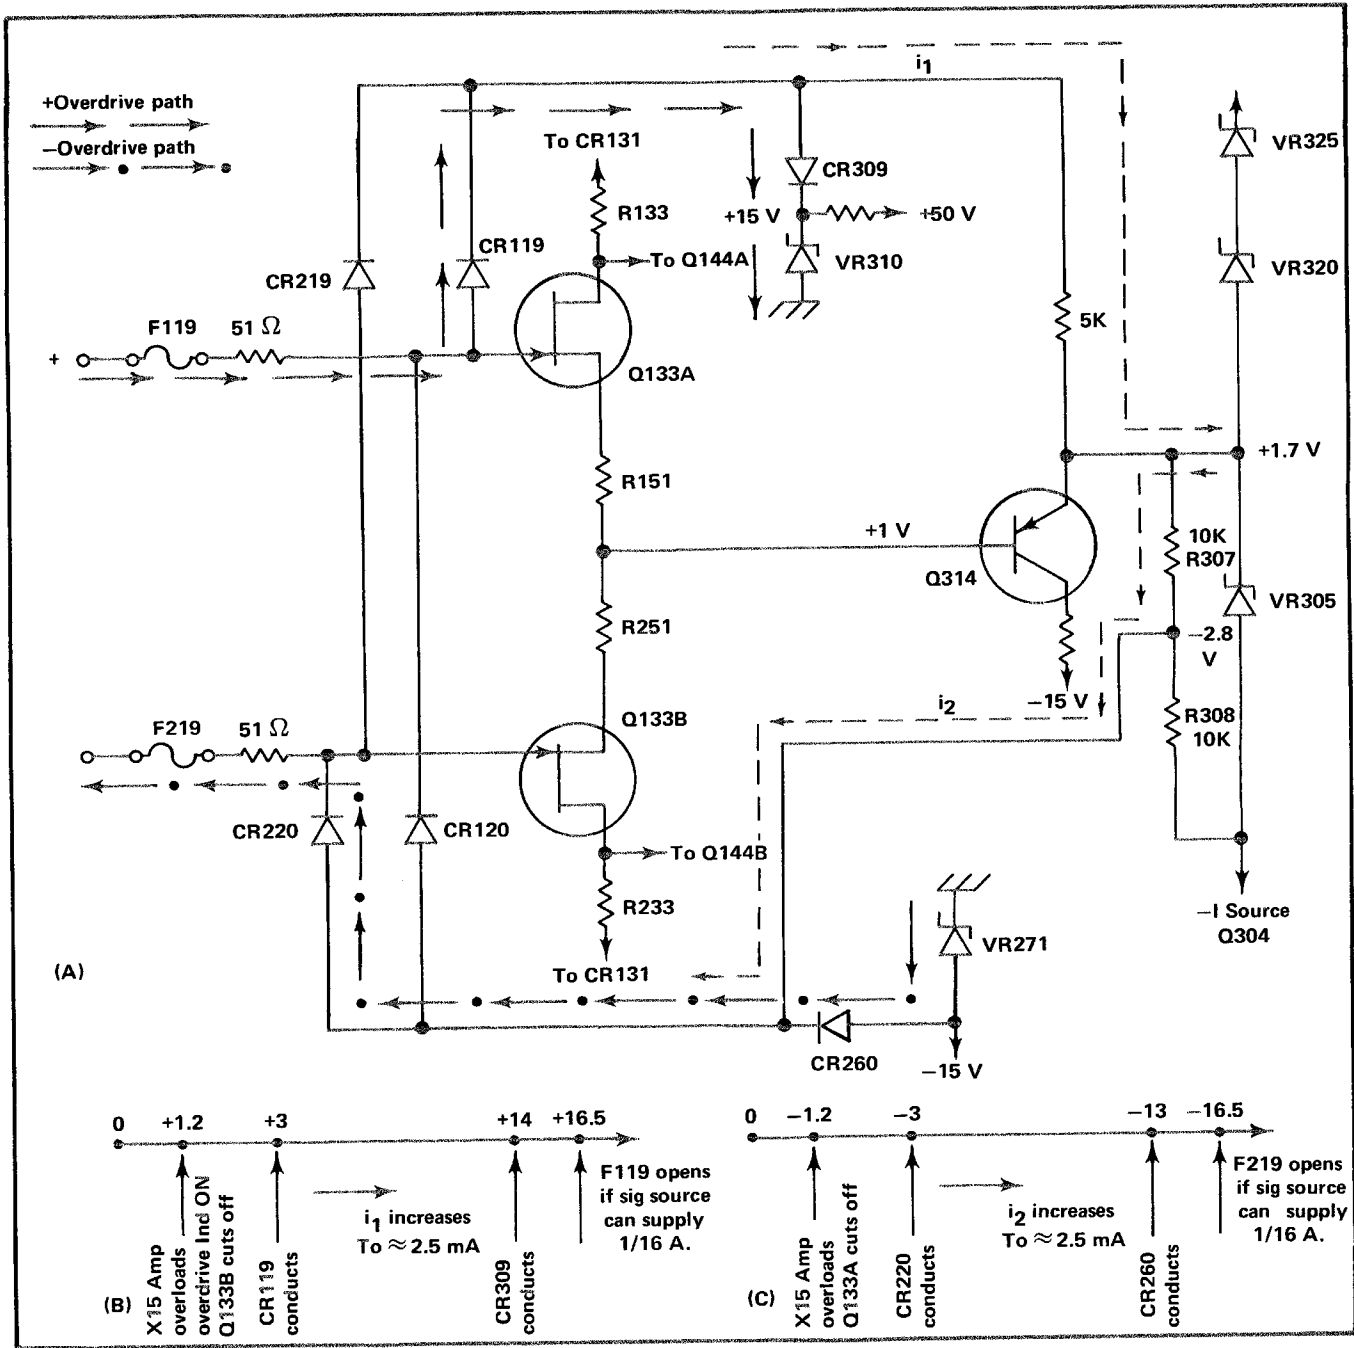 i1
+Overdrive path
−Overdrive path
To CR131
R133
CR309
+15 V
+50 V
VR325
CR119
To Q144A
VR310
VR320
CR219
F119
51 Ω
5K
+
Q133A
+1.7 V
R151
+1 V
10K
R307
Q314
VR305
R251
−2.8
V
−15 V
i2
R308
10K
F219
51 Ω
Q133B
CR220
CR120
To Q144B
R233
VR271
−I Source
Q304
(A)
To CR131
CR260
−15 V
0
+1.2
+3
+14
+16.5
X15 Amp
overloads
overdrive Ind ON
Q133B cuts off
CR119
conducts
i1 increases
To ≈ 2.5 mA
CR309
conducts
F119 opens
if sig source
can supply
1/16 A.
(B)
0
−1.2
−3
−13
−16.5
X15 Amp
overloads
Q133A cuts off
CR220
conducts
i2 increases
To ≈ 2.5 mA
CR260
conducts
F219 opens
if sig source
can supply
1/16 A.
(C)